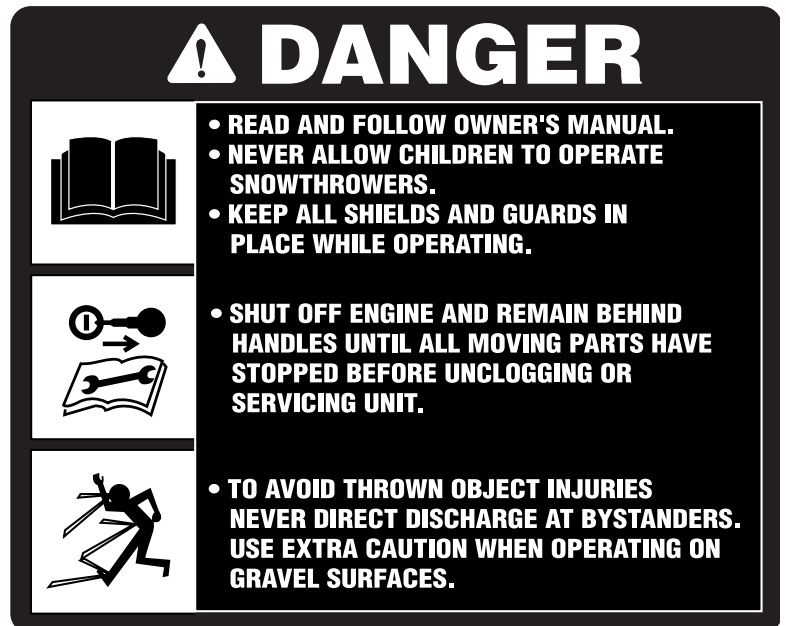 DANGER
• READ AND FOLLOW OWNER'S MANUAL.
• NEVER ALLOW CHILDREN TO OPERATE
SNOWTHROWERS.
• KEEP ALL SHIELDS AND GUARDS IN
PLACE WHILE OPERATING.
• SHUT OFF ENGINE AND REMAIN BEHIND
HANDLES UNTIL ALL MOVING PARTS HAVE
STOPPED BEFORE UNCLOGGING OR
SERVICING UNIT.
• TO AVOID THROWN OBJECT INJURIES
NEVER DIRECT DISCHARGE AT BYSTANDERS.
USE EXTRA CAUTION WHEN OPERATING ON
GRAVEL SURFACES.